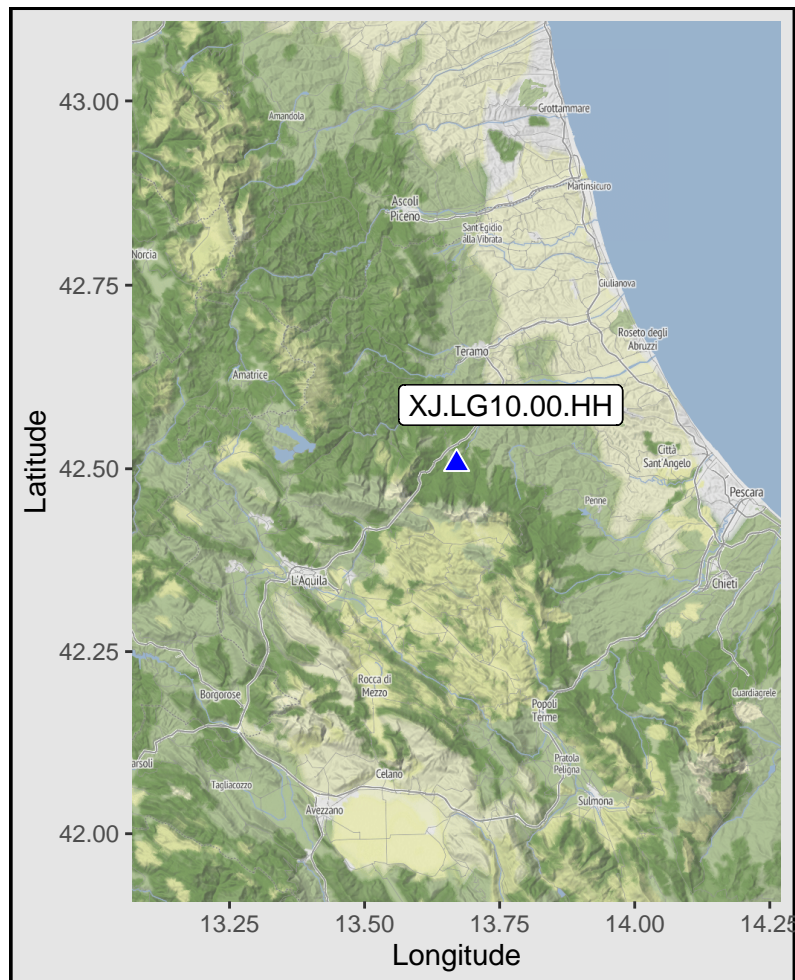 43.00
Grottammare
Amandola
Martinsicuro
Ascoli
Piceno
Sant'Egidio
alla Vibrata
Norcia
Giulianova
42.75
Roseto degli
Abruzzi
Teramo
Amatrice
XJ.LG10.00.HH
Città
Sant'Angelo
42.50
Latitude
Pescara
Penne
L'Aquila
Chieti
42.25
Rocca di
Mezzo
Borgorose
Guardiagrele
Popoli
Terme
arsoli
Pratola
Peligna
Celano
Tagliacozzo
Sulmona
Avezzano
42.00
13.25 13.50 13.75 14.00 14.25
Longitude